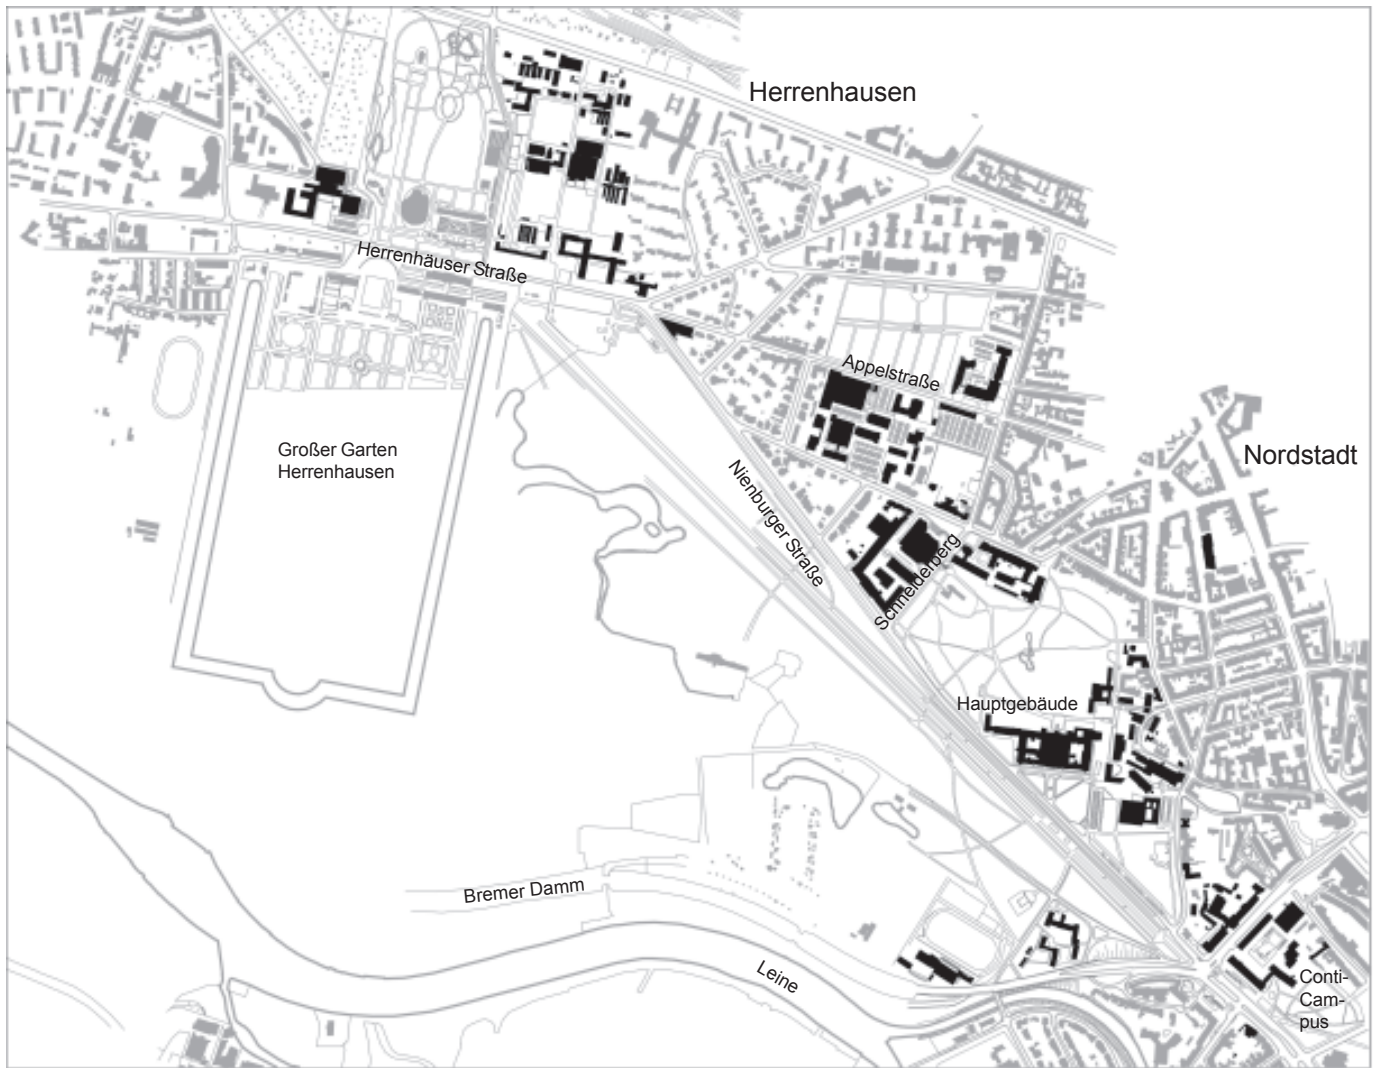 Herrenhausen
Herrenhäuser Straße
Appelstraße
Großer Garten
Herrenhausen
Nordstadt
Nienburger Straße
Schneiderberg
Hauptgebäude
Bremer Damm
Leine
Conti-
Cam-
pus